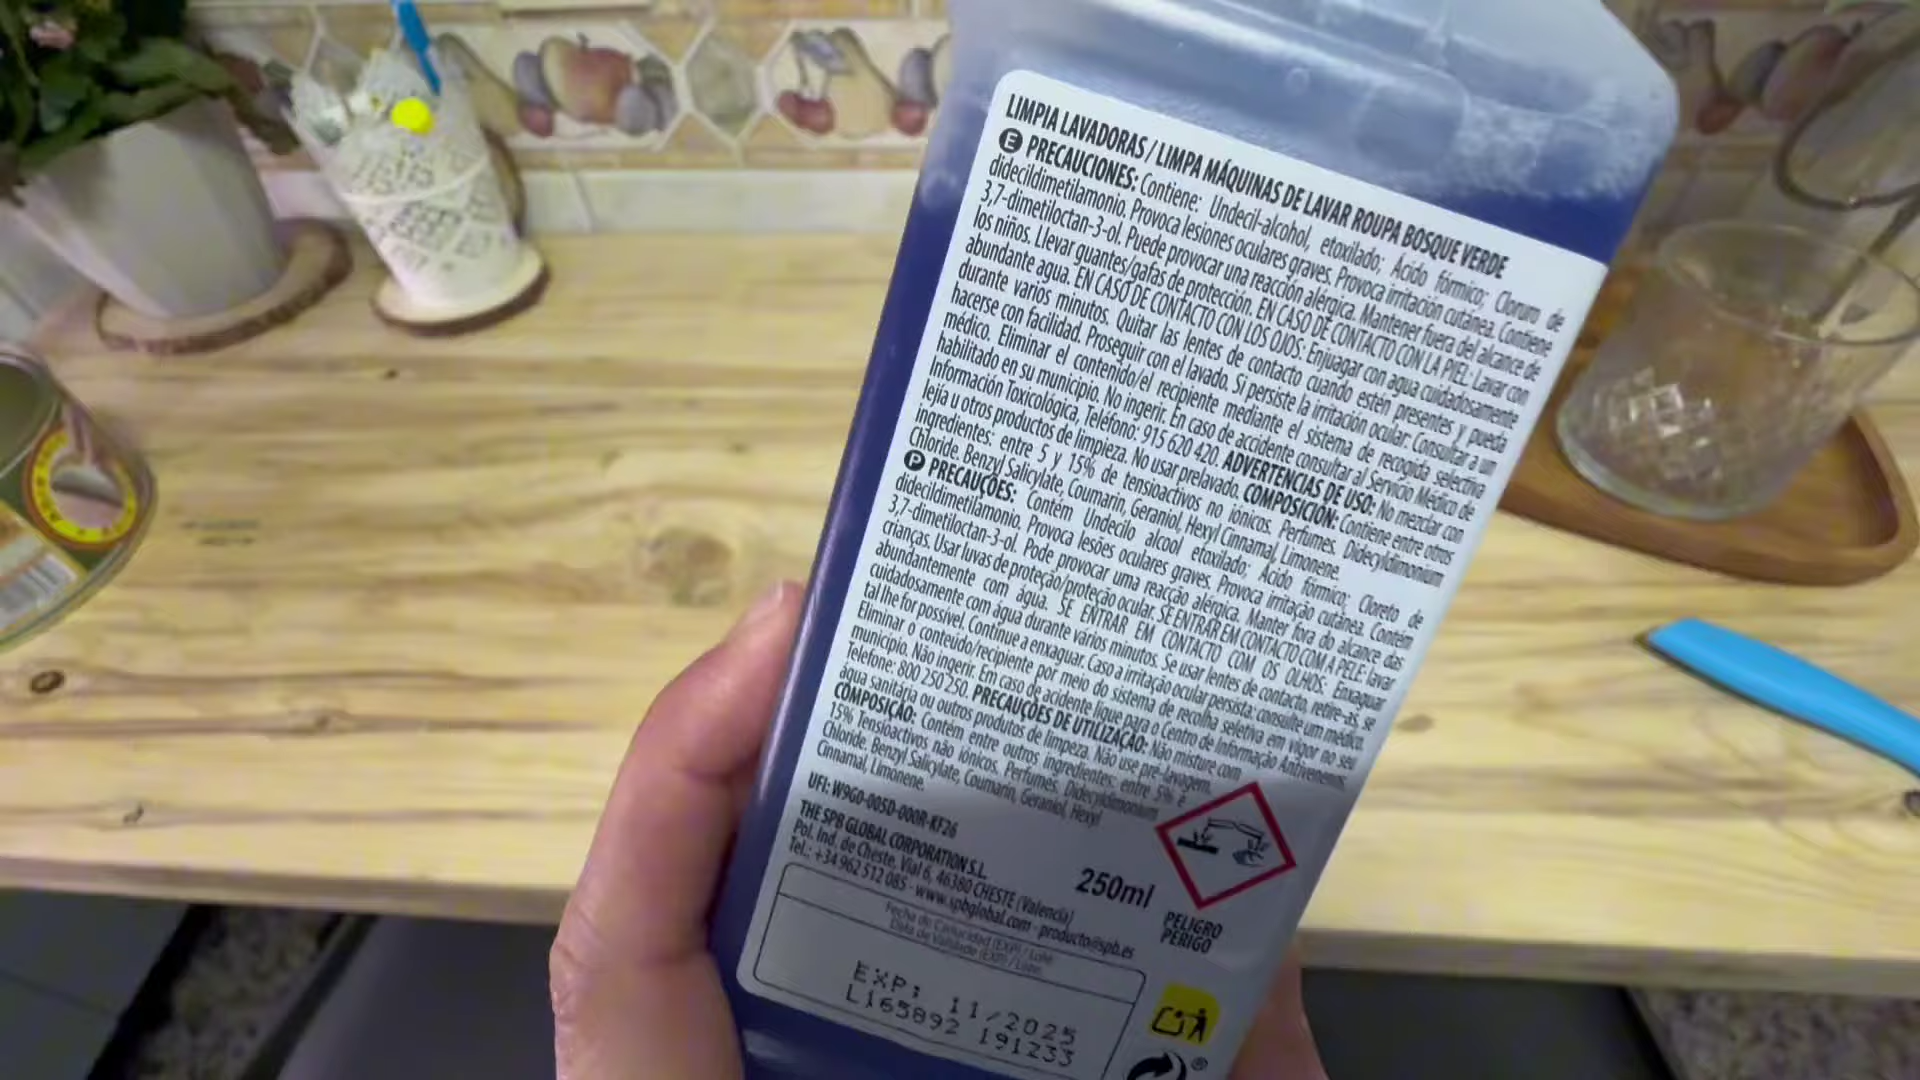 LIMPIA LAVADORAS / LIMPA MÁQUINAS DE LAVAR ROUPA BOSQUE VERDE
E PRECAUCIONES: Contiene: Undecil-alcohol, etoxilado; Ácido fórmico; Cloruro de
didecildimetilamonio. Provoca lesiones oculares graves. Provoca irritación cutánea. Contiene
3,7-dimetiloctan-3-ol. Puede provocar una reacción alérgica. Mantener fuera del alcance de
los niños. Llevar guantes/gafas de protección. EN CASO DE CONTACTO CON LA PIEL: Lavar con
abundante agua. EN CASO DE CONTACTO CON LOS OJOS: Enjuagar con agua cuidadosamente
durante varios minutos. Quitar las lentes de contacto cuando estén presentes y pueda
hacerse con facilidad. Proseguir con el lavado. Si persiste la irritación ocular: Consultar a un
médico. Eliminar el contenido/el recipiente mediante el sistema de recogida selectiva
habilitado en su municipio. No ingerir. En caso de accidente consultar al Servicio Médico de
Información Toxicológica, Teléfono: 915 620 420. ADVERTENCIAS DE USO: No mezclar con
lejía u otros productos de limpieza. No usar prelavado. COMPOSICIÓN: Contiene entre otros
ingredientes: entre 5 y 15% de tensioactivos no iónicos. Perfumes. Didecyldimonium
Chloride. Benzyl Salicylate, Coumarin, Geraniol, Hexyl Cinnamal, Limonene.
P PRECAUÇÕES: Contém Undecilo alcool etoxilado, Ácido fórmico; Cloreto de
didecildimetilamonio. Provoca lesões oculares graves. Provoca irritação cutânea. Contém
3,7-dimetiloctan-3-ol. Pode provocar uma reacção alérgica. Manter fora do alcance das
crianças. Usar luvas de proteção/proteção ocular. SE ENTRAR EM CONTACTO COM A PELE: lavar
abundantemente com água. SE ENTRAR EM CONTACTO COM OS OLHOS: Enxaguar
cuidadosamente com água durante vários minutos. Se usar lentes de contacto, retire-as, se
tal lhe for possível. Continue a enxaguar. Caso a irritação ocular persista: consulte um médico.
Eliminar o conteúdo/recipiente por meio do sistema de recolha seletiva em vigor no seu
município. Não ingerir. Em caso de acidente ligue para o Centro de Informação Antivenenos,
Telefone: 800 250 250. PRECAUÇÕES DE UTILIZAÇÃO: Não misture com
água sanitária ou outros produtos de limpeza. Não use pré-lavagem.
COMPOSIÇÃO: Contém entre outros ingredientes: entre 5% e
15% Tensioactivos não iónicos. Perfumes. Didecyldimonium
Chloride. Benzyl Salicylate, Coumarin, Geraniol, Hexyl
Cinnamal, Limonene.
UFI: W9G0-005D-000R-KF26
THE SPB GLOBAL CORPORATION S.L.
Pol. Ind. de Cheste, Vial 6, 46380 CHESTE (Valencia)
Tel.: +34 962 512 085 - www.spbglobal.com - producto@spb.es
250ml
PELIGRO
PERIGO
Fecha de Caducidad (EXP) / Lote
Data de Validade (EXP) / Lote
EXP: 11/2025
L165892 191233